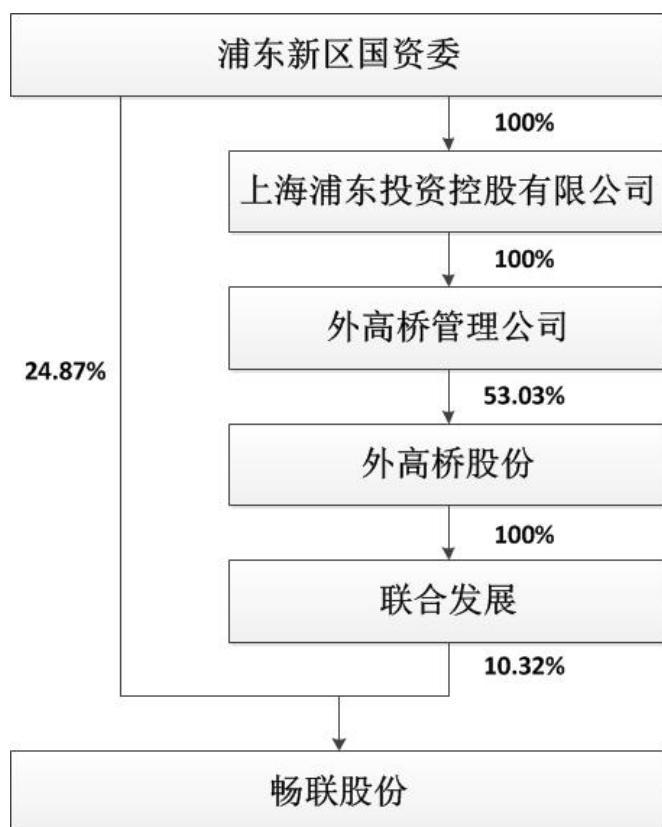 浦东新区国资委
100%
上海浦东投资控股有限公司
100%
外高桥管理公司
24.87%
53.03%
外高桥股份
100%
联合发展
10.32%
畅联股份